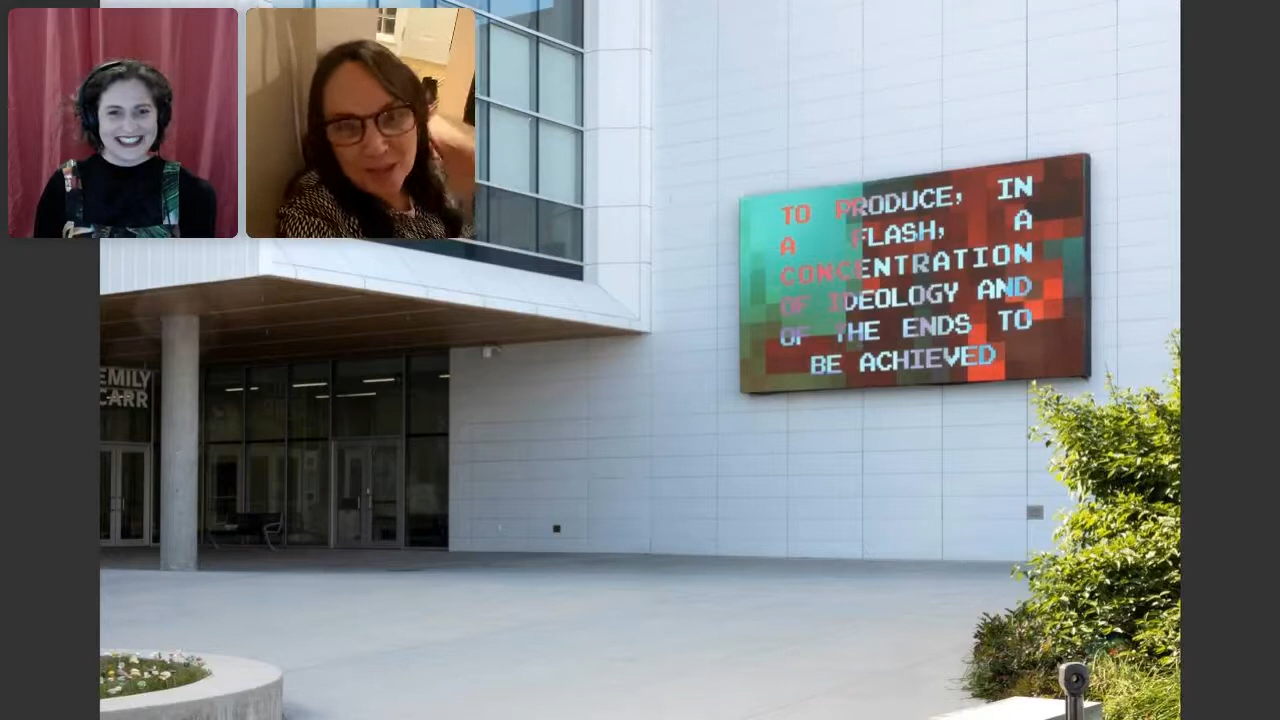 TO PRODUCE, IN
A FLASH, A
CONCENTRATION
OF IDEOLOGY AND
OF THE ENDS TO
BE ACHIEVED
EMILY
CARR